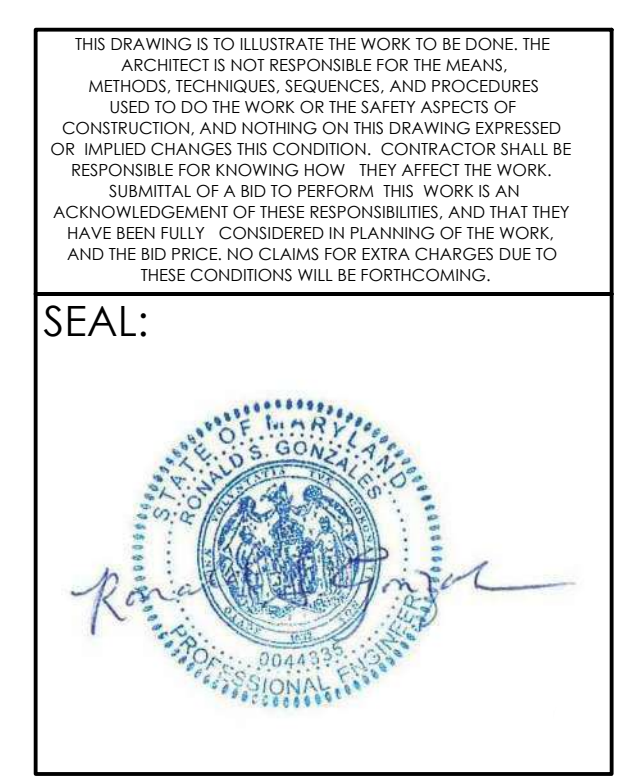 THIS DRAWING IS TO ILLUSTRATE THE WORK TO BE DONE. THE
ARCHITECT IS NOT RESPONSIBLE FOR THE MEANS,
METHODS, TECHNIQUES, SEQUENCES, AND PROCEDURES
USED TO DO THE WORK OR THE SAFETY ASPECTS OF
CONSTRUCTION, AND NOTHING ON THIS DRAWING EXPRESSED
OR IMPLIED CHANGES THIS CONDITION. CONTRACTOR SHALL BE
RESPONSIBLE FOR KNOWING HOW THEY AFFECT THE WORK.
SUBMITTAL OF A BID TO PERFORM THIS WORK IS AN
ACKNOWLEDGEMENT OF THESE RESPONSIBILITIES, AND THAT THEY
HAVE BEEN FULLY CONSIDERED IN PLANNING OF THE WORK,
AND THE BID PRICE. NO CLAIMS FOR EXTRA CHARGES DUE TO
THESE CONDITIONS WILL BE FORTHCOMING.
SEAL:
STATE OF MARYLAND
RONALD S. GONZALES
0044335
PROFESSIONAL ENGINEER